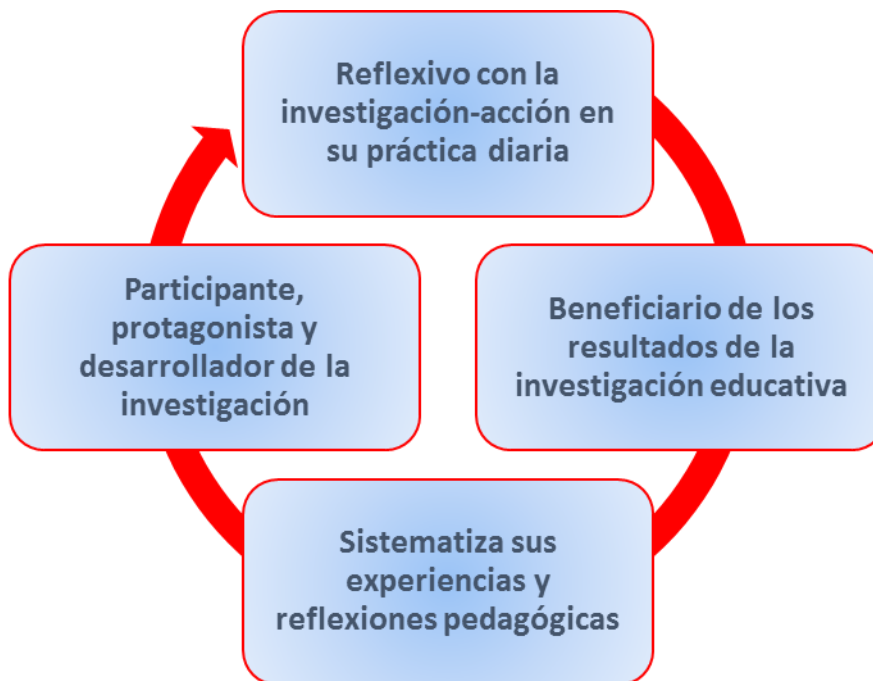 Reflexivo con la
investigación-acción en
su práctica diaria
Beneficiario de los
resultados de la
investigación educativa
Sistematiza sus
experiencias y
reflexiones pedagógicas
Participante,
protagonista y
desarrollador de la
investigación